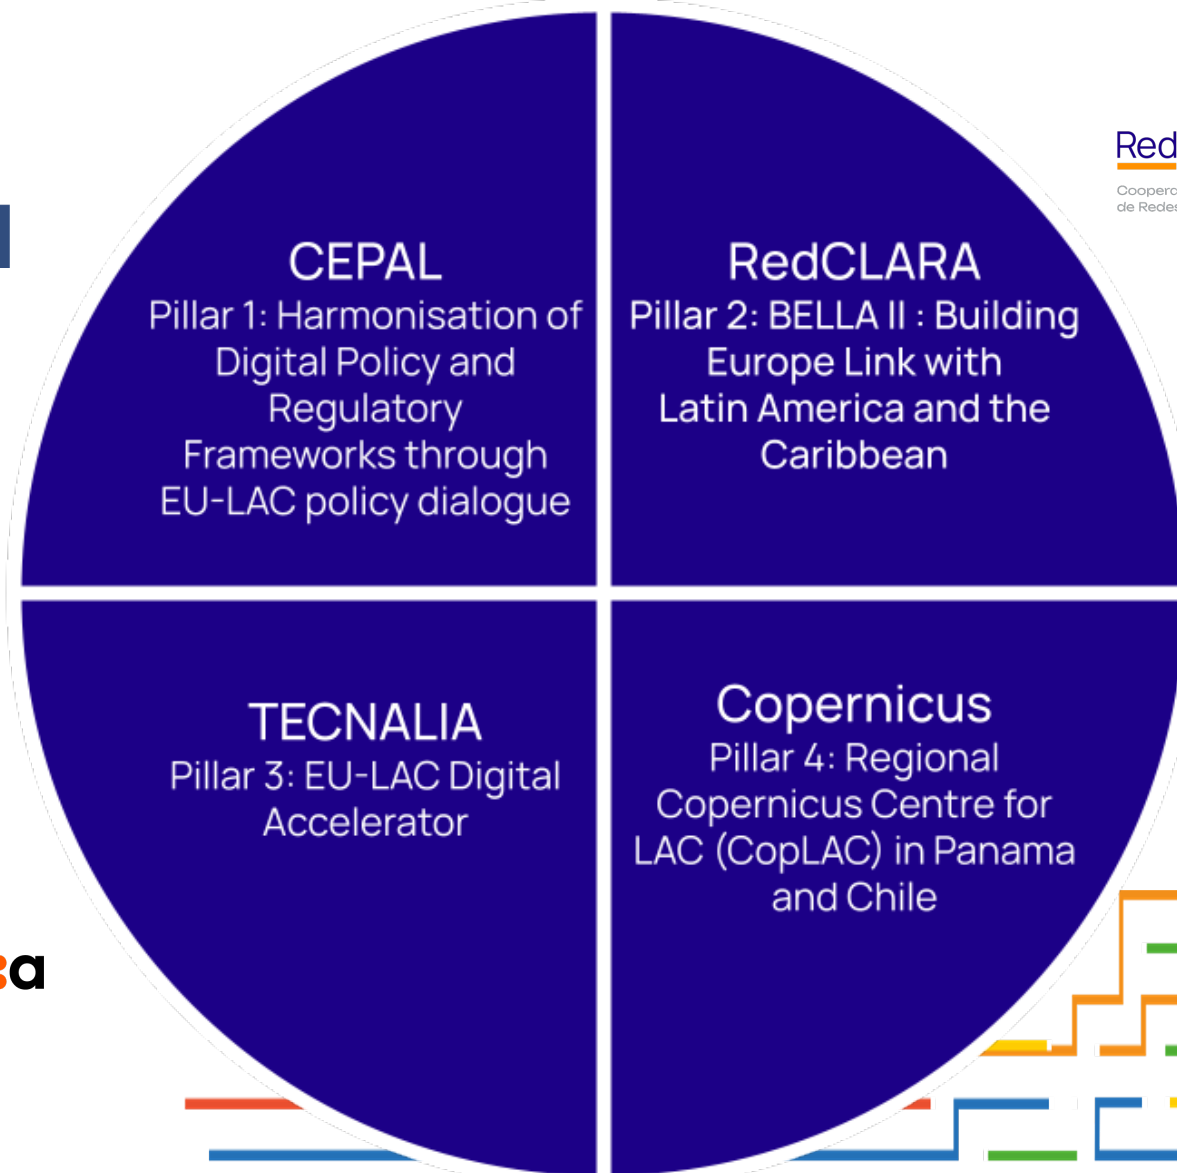 CEPAL
Pillar 1: Harmonisation of
Digital Policy and
Regulatory
Frameworks through
EU-LAC policy dialogue
RedCLARA
Pillar 2: BELLA II : Building
Europe Link with
Latin America and the
Caribbean
Red
de Redes
TECNALIA
Pillar 3: EU-LAC Digital
Accelerator
Copernicus
Pillar 4: Regional
Copernicus Centre for
LAC (CopLAC) in Panama
and Chile
a